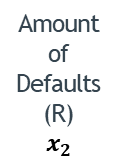 Amount
of
Defaults
(R)
x₂